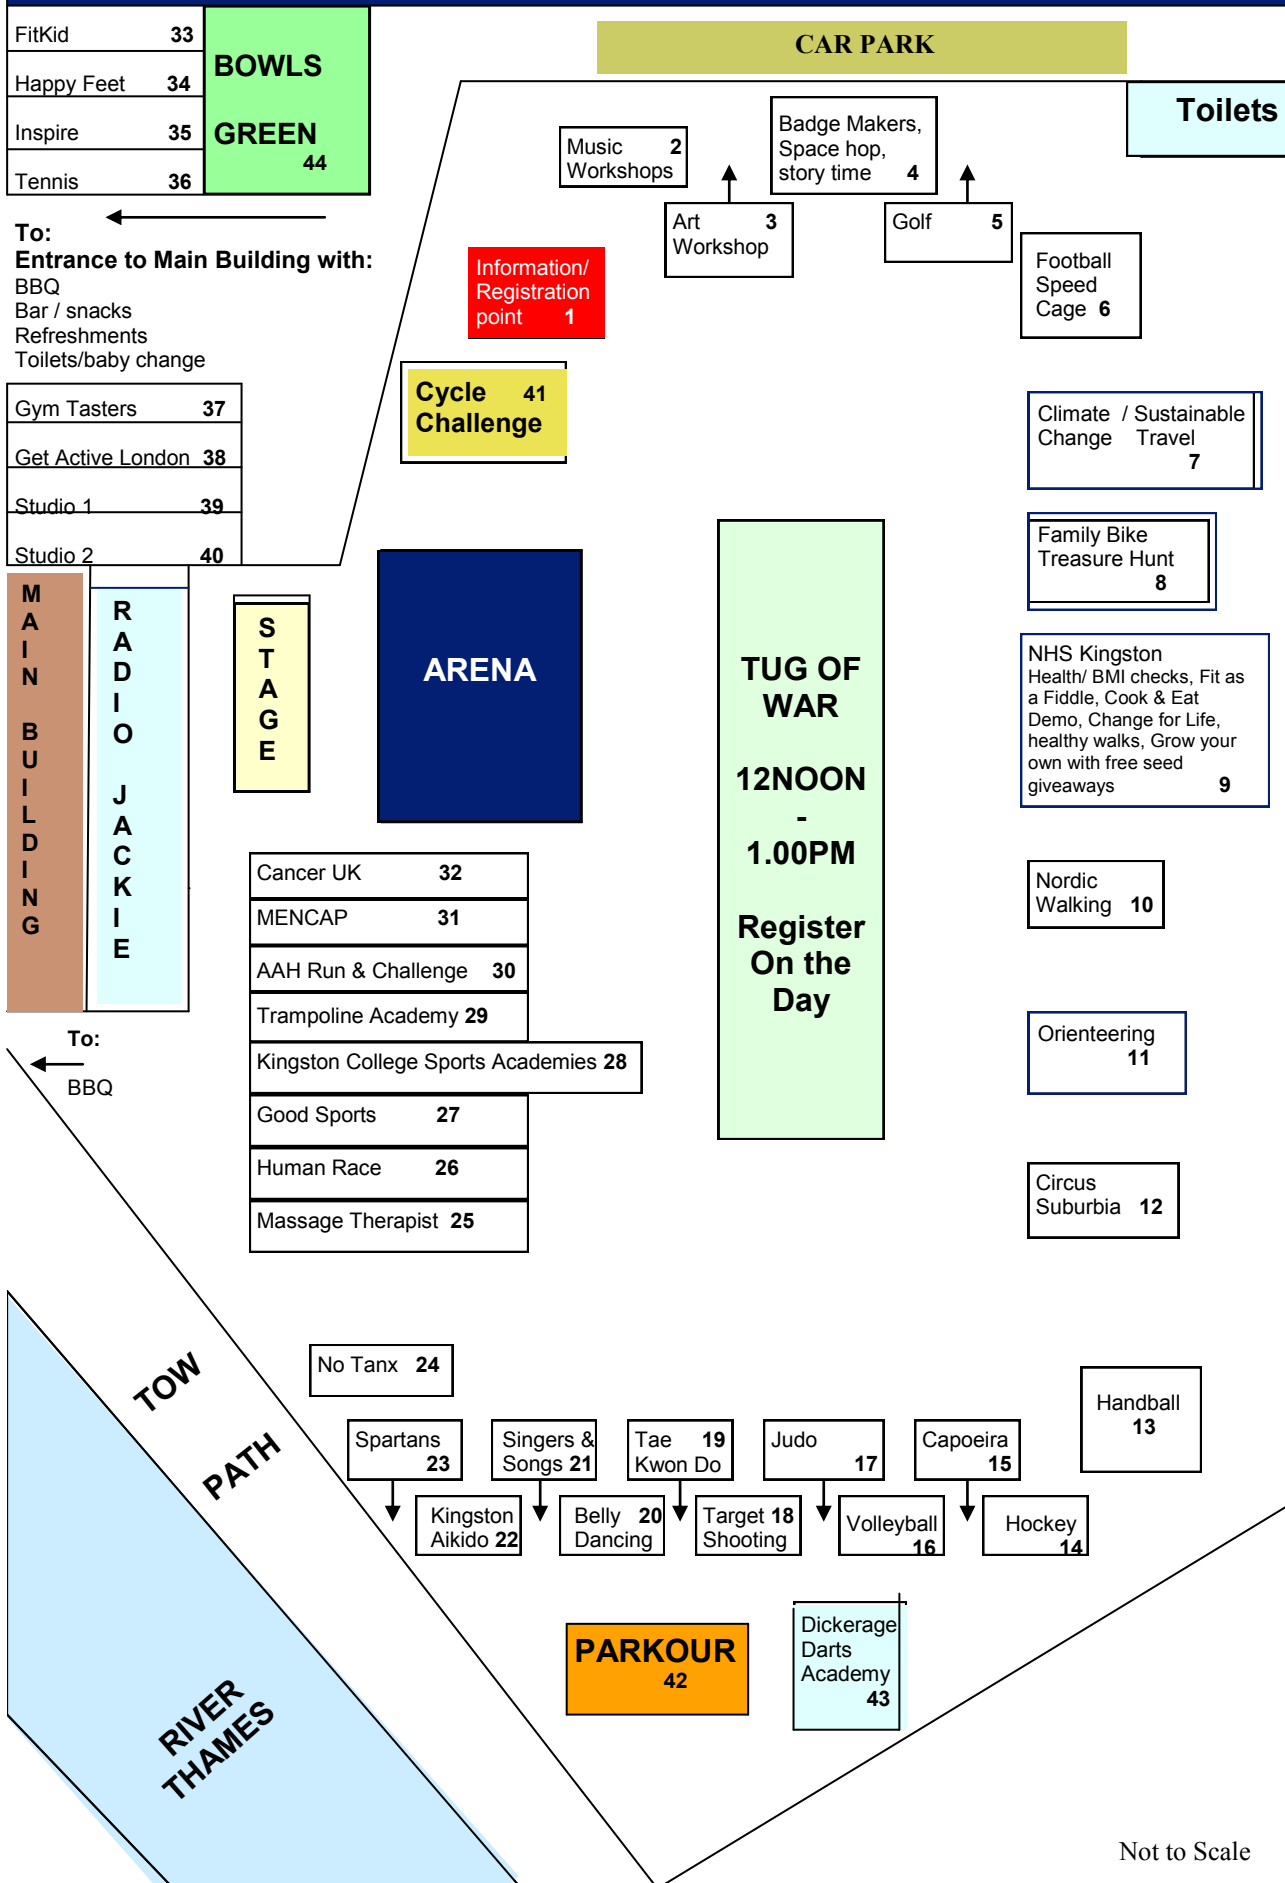 FitKid 33
Happy Feet 34
Inspire 35
Tennis 36
BOWLS
GREEN
44
CAR PARK
Toilets
Music 2
Workshops
Art 3
Workshop
Badge Makers,
Space hop,
story time 4
Golf 5
To:
Entrance to Main Building with:
BBQ
Bar / snacks
Refreshments
Toilets/baby change
Information/
Registration
point 1
Football
Speed
Cage 6
Cycle 41
Challenge
Gym Tasters 37
Get Active London 38
Studio 1 39
Studio 2 40
Climate / Sustainable
Change Travel
7
Family Bike
Treasure Hunt
8
NHS Kingston
Health/ BMI checks, Fit as
a Fiddle, Cook & Eat
Demo, Change for Life,
healthy walks, Grow your
own with free seed
giveaways 9
MAIN BUILDING
RADIO JACKIE
STAGE
ARENA
TUG OF
WAR
12NOON
-
1.00PM
Register
On the
Day
Nordic
Walking 10
Orienteering
11
Circus
Suburbia 12
Cancer UK 32
MENCAP 31
AAH Run & Challenge 30
Trampoline Academy 29
Kingston College Sports Academies 28
Good Sports 27
Human Race 26
Massage Therapist 25
To:
BBQ
TOW
PATH
RIVER
THAMES
No Tanx 24
Spartans
23
Kingston
Aikido 22
Singers &
Songs 21
Belly 20
Dancing
Tae 19
Kwon Do
Target 18
Shooting
Judo
17
Volleyball
16
Capoeira
15
Hockey
14
Handball
13
PARKOUR
42
Dickerage
Darts
Academy
43
Not to Scale